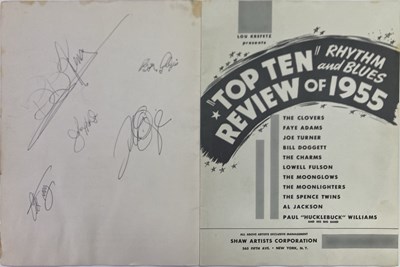 LOU KREFETZ
presents
"TOP TEN" RHYTHM
and BLUES
REVIEW OF 1955
THE CLOVERS
FAYE ADAMS
JOE TURNER
BILL DOGGETT
THE CHARMS
LOWELL FULSON
THE MOONGLOWS
THE MOONLIGHTERS
THE SPENCE TWINS
AL JACKSON
PAUL "HUCKLEBUCK" WILLIAMS
AND HIS BIG BAND
ALL ABOVE ARTISTS EXCLUSIVE MANAGEMENT
SHAW ARTISTS CORPORATION
565 FIFTH AVE. • NEW YORK, N.Y.